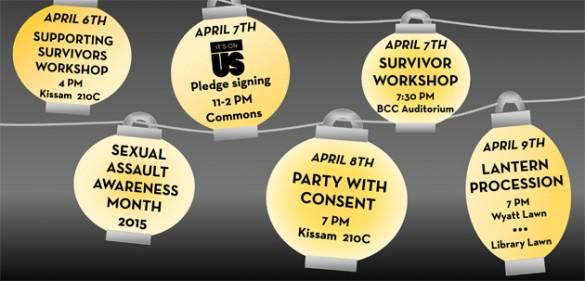 APRIL 6TH
SUPPORTING
SURVIVORS
WORKSHOP
4 PM
Kissam 210C
APRIL 7TH
IT'S ON
US
Pledge signing
11-2 PM
Commons
APRIL 7TH
SURVIVOR
WORKSHOP
7:30 PM
BCC Auditorium
SEXUAL
ASSAULT
AWARENESS
MONTH
2015
APRIL 8TH
PARTY WITH
CONSENT
7 PM
Kissam 210C
APRIL 9TH
LANTERN
PROCESSION
7 PM
Wyatt Lawn
•••
Library Lawn